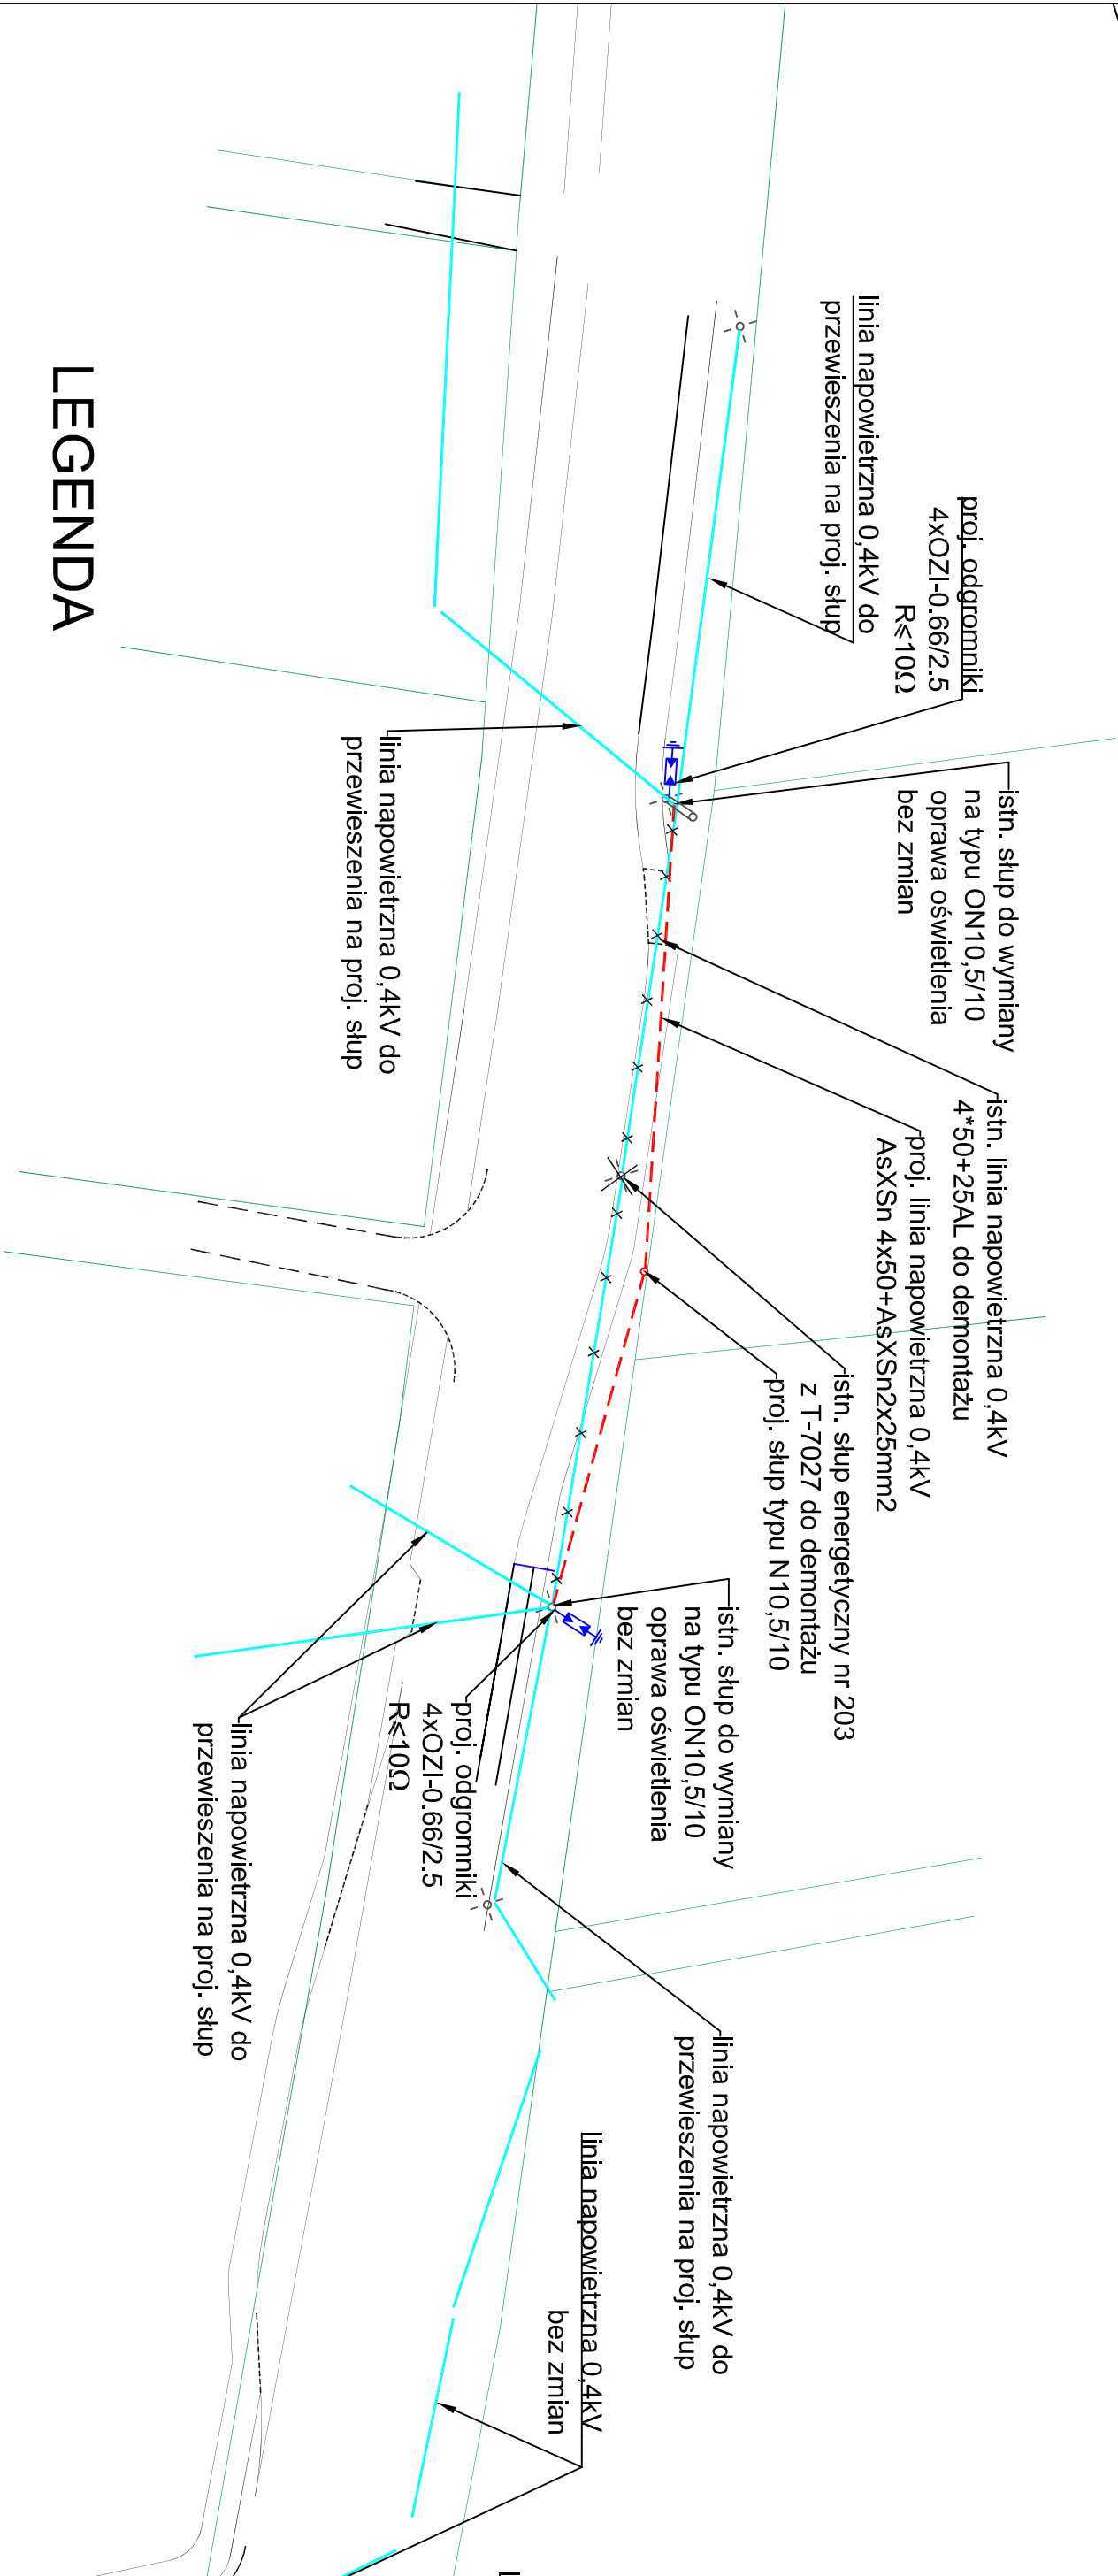 linia napowietrzna 0,4kV do
przewieszenia na proj. słup
proj. odgromniki
4xOZI-0.66/2.5
R⩽10Ω
istn. słup do wymiany
na typu ON10,5/10
oprawa oświetlenia
bez zmian
istn. linia napowietrzna 0,4kV
4*50+25AL do demontażu
proj. linia napowietrzna 0,4kV
AsXSn 4x50+AsXSn2x25mm2
istn. słup energetyczny nr 203
z T-7027 do demontażu
proj. słup typu N10,5/10
istn. słup do wymiany
na typu ON10,5/10
oprawa oświetlenia
bez zmian
linia napowietrzna 0,4kV do
przewieszenia na proj. słup
linia napowietrzna 0,4kV
bez zmian
linia napowietrzna 0,4kV do
przewieszenia na proj. słup
proj. odgromniki
4xOZI-0.66/2.5
R⩽10Ω
linia napowietrzna 0,4kV do
przewieszenia na proj. słup
LEGENDA